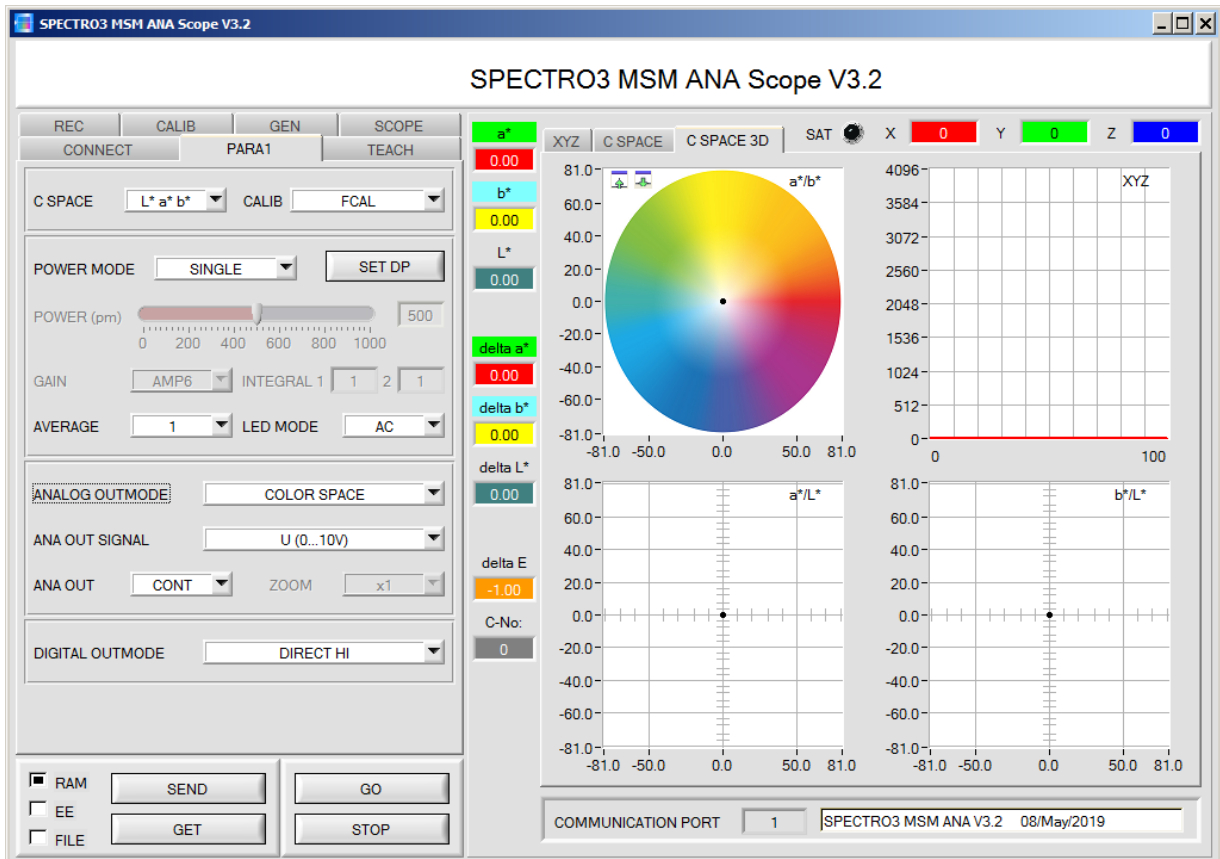 SPECTRO3 MSM ANA Scope V3.2
SPECTRO3 MSM ANA Scope V3.2
REC CALIB GEN SCOPE
CONNECT PARA1 TEACH
C SPACE L* a* b* CALIB FCAL
POWER MODE SINGLE SET DP
POWER (pm) 500
0 200 400 600 800 1000
GAIN AMP6 INTEGRAL 1 1 2 1
AVERAGE 1 LED MODE AC
ANALOG OUTMODE COLOR SPACE
ANA OUT SIGNAL U (0...10V)
ANA OUT CONT ZOOM x1
DIGITAL OUTMODE DIRECT HI
RAM SEND GO
EE
GET STOP
FILE
a*
0.00
b*
0.00
L*
0.00
delta a*
0.00
delta b*
0.00
delta L*
0.00
delta E
-1.00
C-No:
0
XYZ C SPACE C SPACE 3D SAT X 0 Y 0 Z 0
a*/b*
81.0
60.0
40.0
20.0
0.0
-20.0
-40.0
-60.0
-81.0
-81.0 -50.0 0.0 50.0 81.0
XYZ
4096
3584
3072
2560
2048
1536
1024
512
0
0 100
a*/L*
81.0
60.0
40.0
20.0
0.0
-20.0
-40.0
-60.0
-81.0
-81.0 -50.0 0.0 50.0 81.0
b*/L*
81.0
60.0
40.0
20.0
0.0
-20.0
-40.0
-60.0
-81.0
-81.0 -50.0 0.0 50.0 81.0
COMMUNICATION PORT 1 SPECTRO3 MSM ANA V3.2 08/May/2019